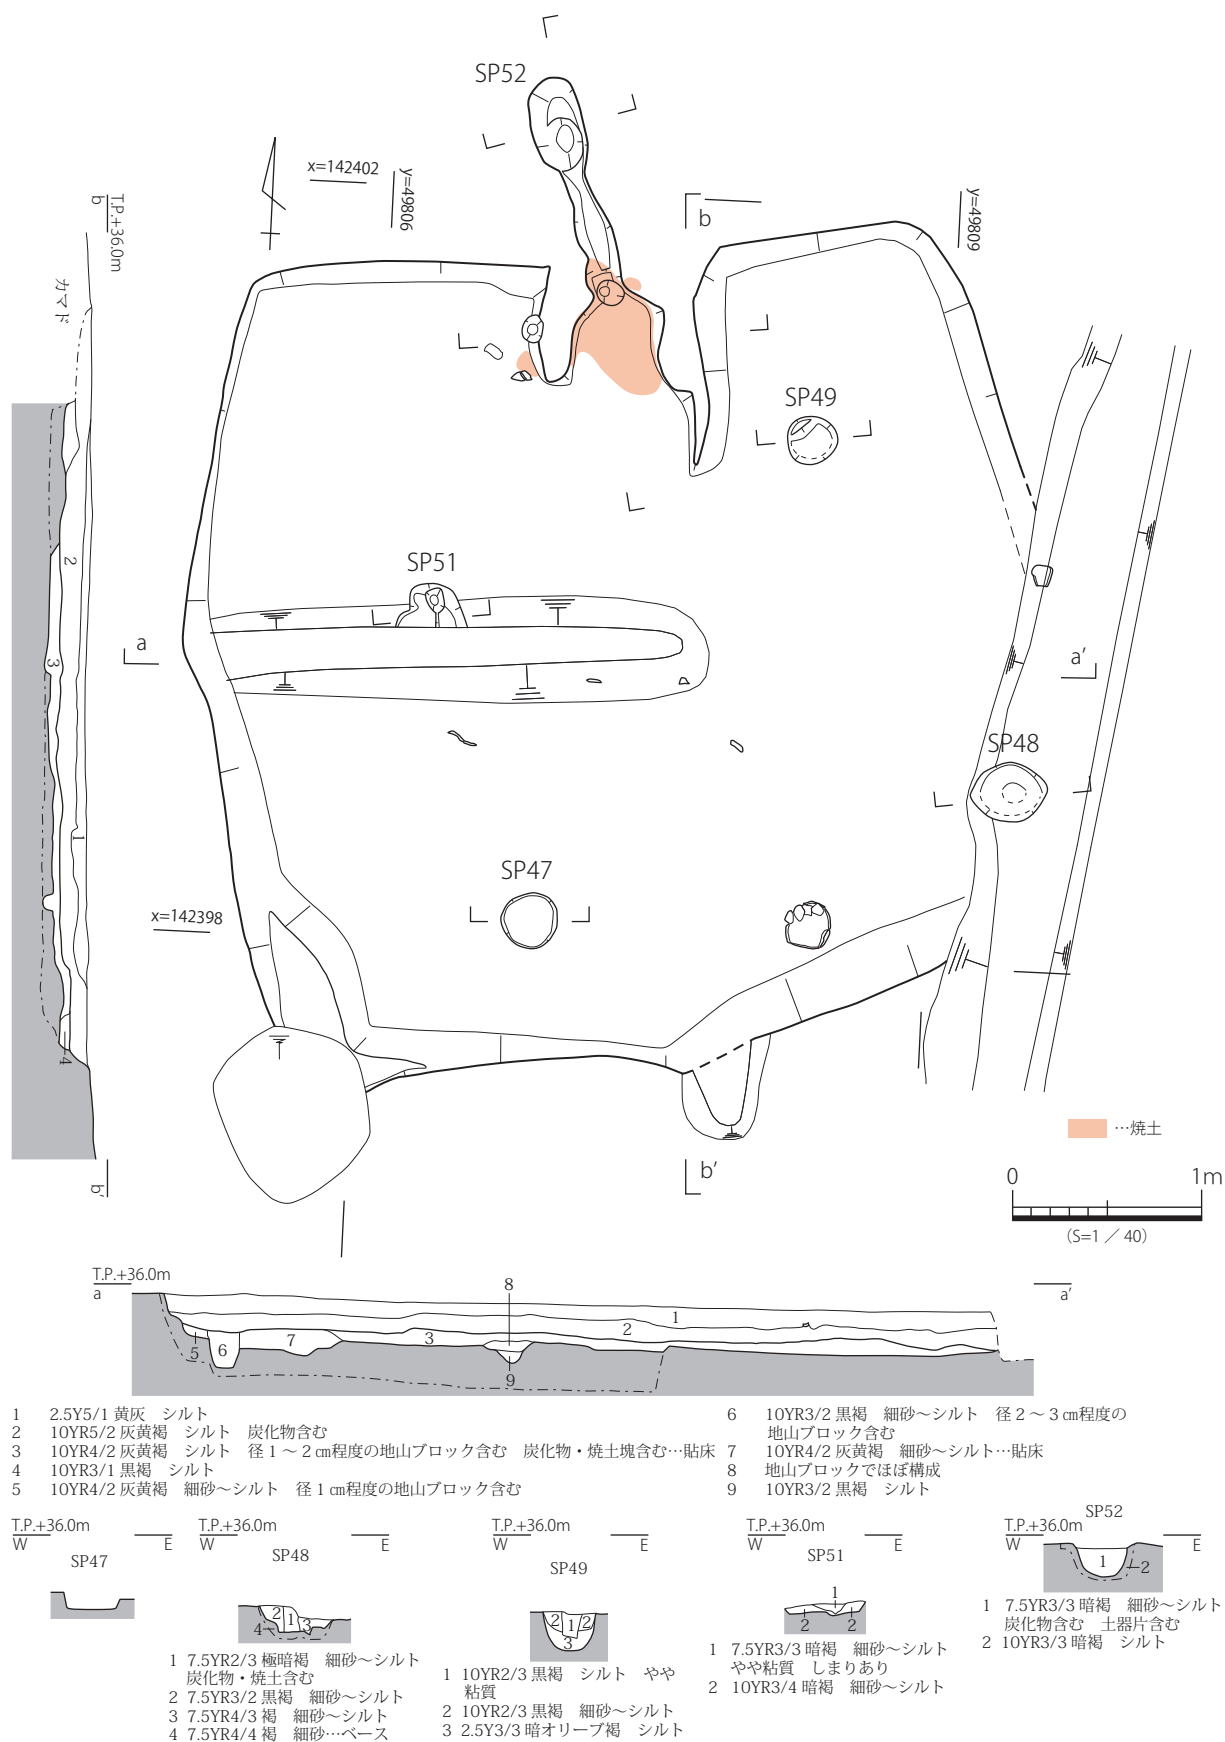 SP52
x=142402
y=49806
b
y=49809
T.P.+36.0m
b
カマド
SP49
SP51
2
a
a’
3
SP48
1
SP47
x=142398
4
b’
b’
…焼土
0 1m
（S=1／40）
T.P.+36.0m
a
8
a’
1
2
3
7
6
5
9
1 2.5Y5/1 黄灰 シルト
2 10YR5/2 灰黄褐 シルト 炭化物含む
3 10YR4/2 灰黄褐 シルト 径１～２㎝程度の地山ブロック含む 炭化物・焼土塊含む…貼床
4 10YR3/1 黒褐 シルト
5 10YR4/2 灰黄褐 細砂～シルト 径１㎝程度の地山ブロック含む
6 10YR3/2 黒褐 細砂～シルト 径２～３㎝程度の
地山ブロック含む
7 10YR4/2 灰黄褐 細砂～シルト…貼床
8 地山ブロックでほぼ構成
9 10YR3/2 黒褐 シルト
T.P.+36.0m
W E
SP47
T.P.+36.0m
W E
SP48
2 1 3
4
1 7.5YR2/3 極暗褐 細砂～シルト
炭化物・焼土含む
2 7.5YR3/2 黒褐 細砂～シルト
3 7.5YR4/3 褐 細砂～シルト
4 7.5YR4/4 褐 細砂…ベース
T.P.+36.0m
W E
SP49
2 1 2
3
1 10YR2/3 黒褐 シルト やや
粘質
2 10YR2/3 黒褐 細砂～シルト
3 2.5Y3/3 暗オリーブ褐 シルト
T.P.+36.0m
W E
SP51
1
2 2
1 7.5YR3/3 暗褐 細砂～シルト
やや粘質 しまりあり
2 10YR3/4 暗褐 細砂～シルト
SP52
T.P.+36.0m
W E
1 2
1 7.5YR3/3 暗褐 細砂～シルト
炭化物含む 土器片含む
2 10YR3/3 暗褐 シルト